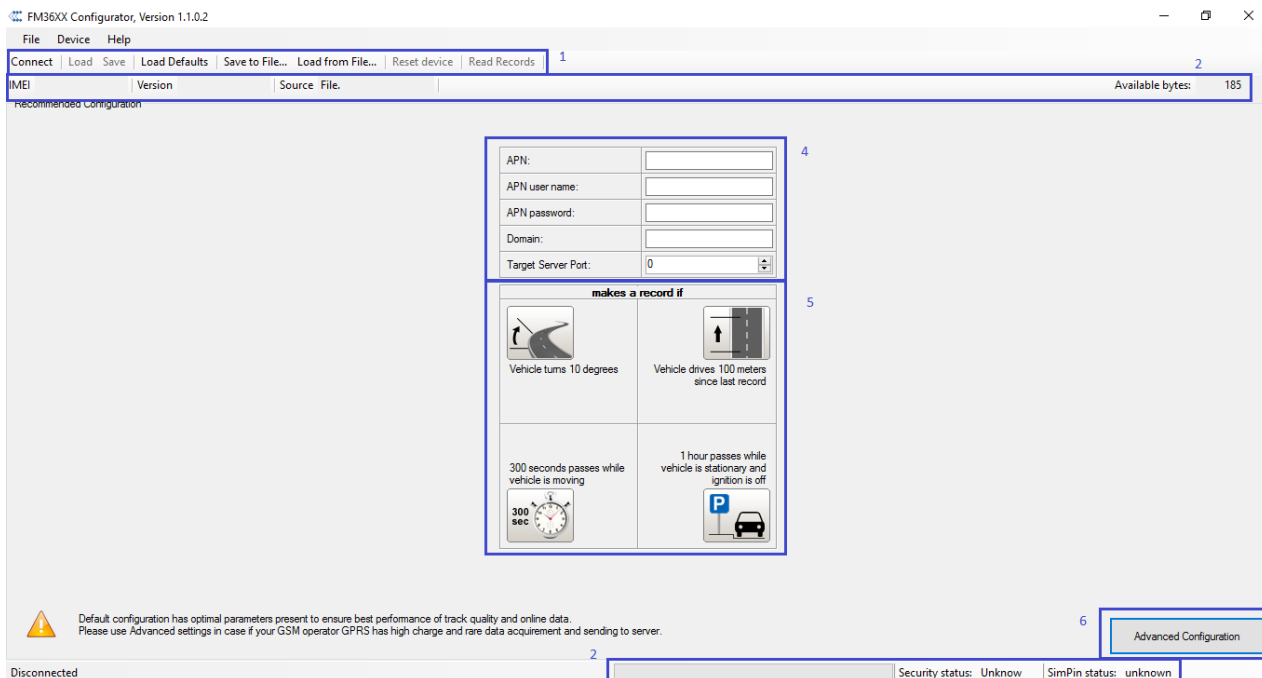 FM36XX Configurator, Version 1.1.0.2
File Device Help
Connect Load Save Load Defaults Save to File... Load from File... Reset device Read Records 1
2
IMEI Version Source File. Available bytes: 185
Recommended Configuration
4
APN:
APN user name:
APN password:
Domain:
Target Server Port: 0
5
makes a record if
Vehicle turns 10 degrees
Vehicle drives 100 meters
since last record
300 seconds passes while
vehicle is moving
300
sec
1 hour passes while
vehicle is stationary and
ignition is off
P
Default configuration has optimal parameters present to ensure best perfomance of track quality and online data.
Please use Advanced settings in case if your GSM operator GPRS has high charge and rare data acquirement and sending to server.
6
Advanced Configuration
2
Disconnected Security status: Unknow SimPin status: unknown